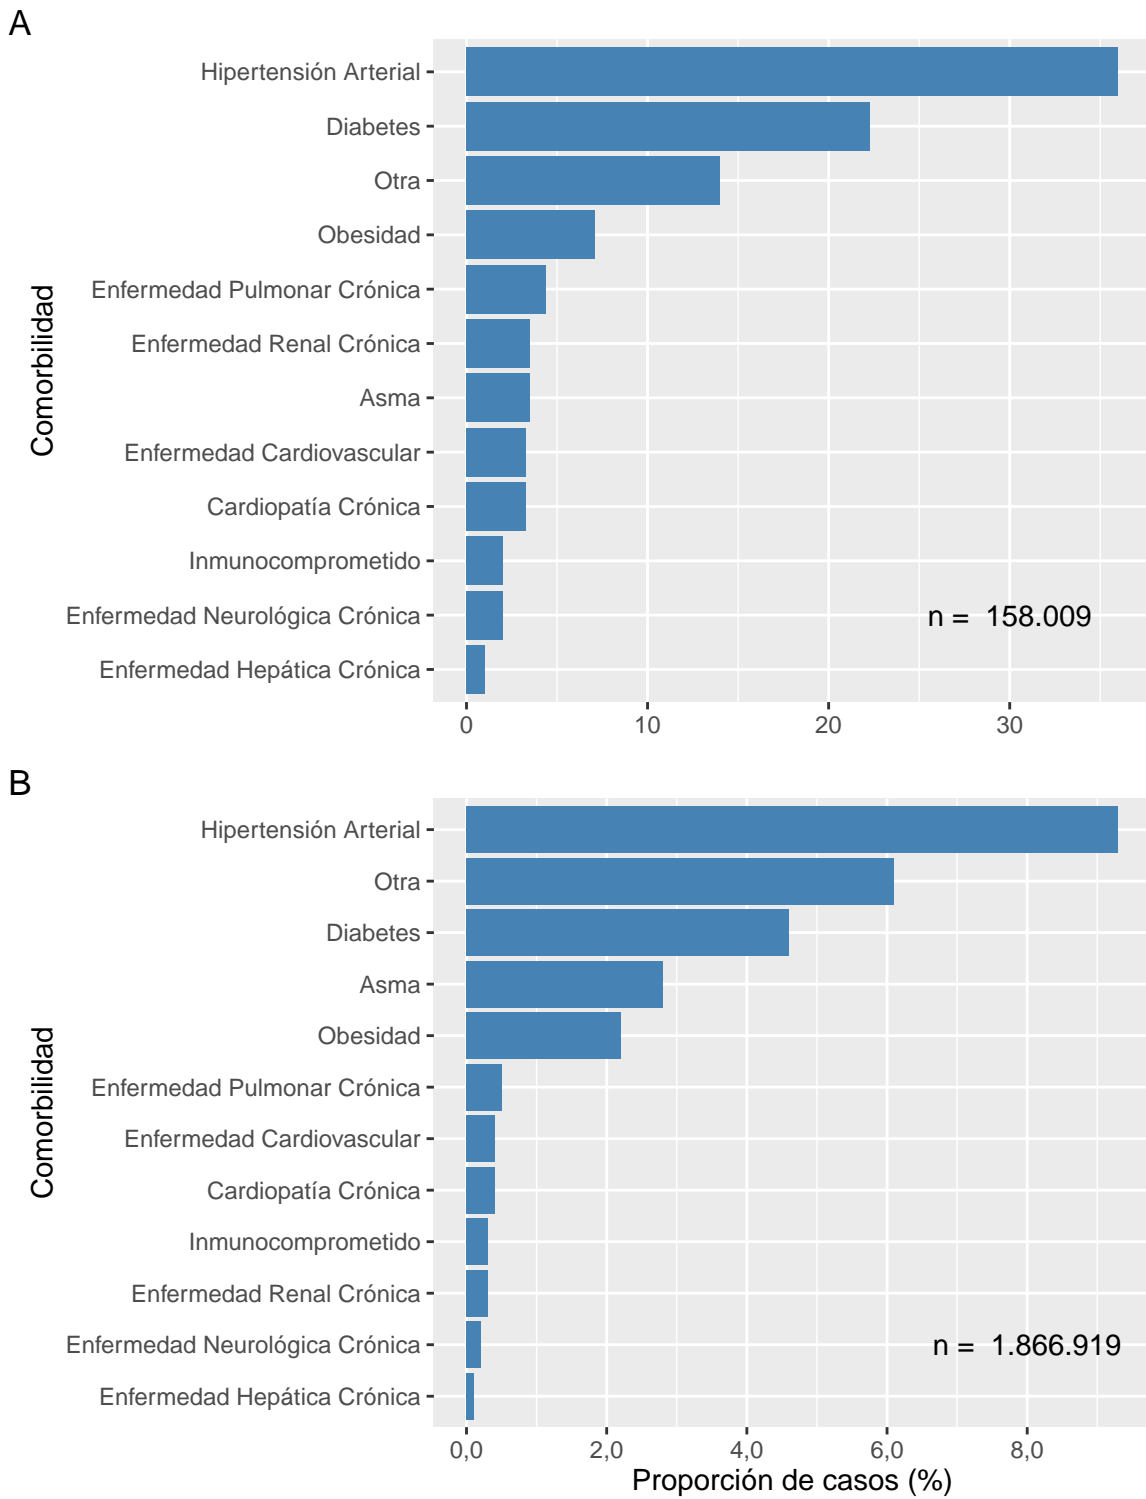 A
Hipertensión Arterial
Diabetes
Otra
Obesidad
Enfermedad Pulmonar Crónica
Enfermedad Renal Crónica
Asma
Enfermedad Cardiovascular
Cardiopatía Crónica
Inmunocomprometido
Enfermedad Neurológica Crónica
Enfermedad Hepática Crónica
Comorbilidad
n = 158.009
0 10 20 30
B
Hipertensión Arterial
Otra
Diabetes
Asma
Obesidad
Enfermedad Pulmonar Crónica
Enfermedad Cardiovascular
Cardiopatía Crónica
Inmunocomprometido
Enfermedad Renal Crónica
Enfermedad Neurológica Crónica
Enfermedad Hepática Crónica
Comorbilidad
n = 1.866.919
0,0 2,0 4,0 6,0 8,0
Proporción de casos (%)